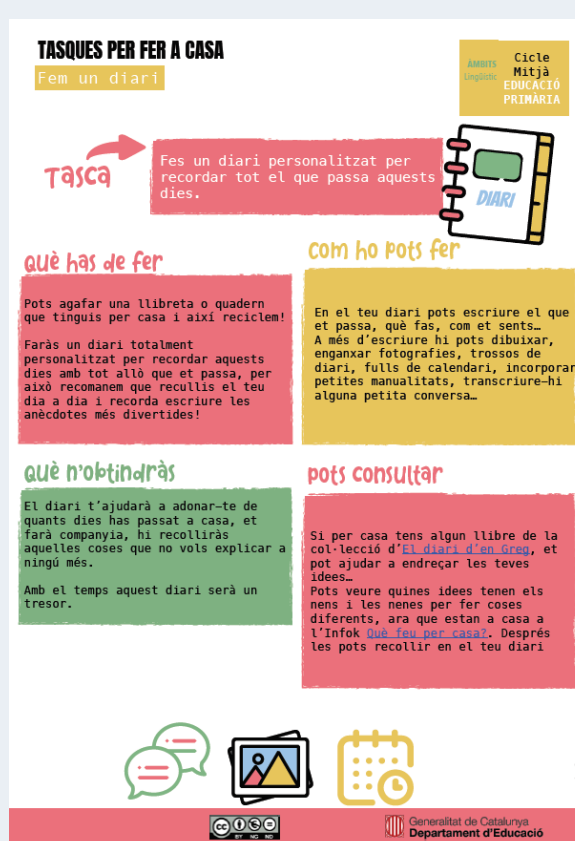 TASQUES PER FER A CASA
Fem un diari
ÀMBITS
Lingüístic
Cicle
Mitjà
EDUCACIÓ
PRIMÀRIA
Tasca
Fes un diari personalitzat per
recordar tot el que passa aquests
dies.
DIARI
Què has de fer
Pots agafar una llibreta o quadern
que tinguis per casa i així reciclem!
Faràs un diari totalment
personalitzat per recordar aquests
dies amb tot allò que et passa, per
això recomanem que recullis el teu
dia a dia i recorda escriure les
anècdotes més divertides!
Com ho pots fer
En el teu diari pots escriure el que
et passa, què fas, com et sents…
A més d’escriure hi pots dibuixar,
enganxar fotografies, trossos de
diari, fulls de calendari, incorporar
petites manualitats, transcriure–hi
alguna petita conversa…
Què n'obtindràs
El diari t’ajudarà a adonar–te de
quants dies has passat a casa, et
farà companyia, hi recolliràs
aquelles coses que no vols explicar a
ningú més.
Amb el temps aquest diari serà un
tresor.
Pots consultar
Si per casa tens algun llibre de la
col·lecció d’El diari d’en Greg, et
pot ajudar a endreçar les teves
idees…
Pots veure quines idees tenen els
nens i les nenes per fer coses
diferents, ara que estan a casa a
l’Infok Què feu per casa?. Després
les pots recollir en el teu diari
cc
BY NC ND
Generalitat de Catalunya
Departament d'Educació